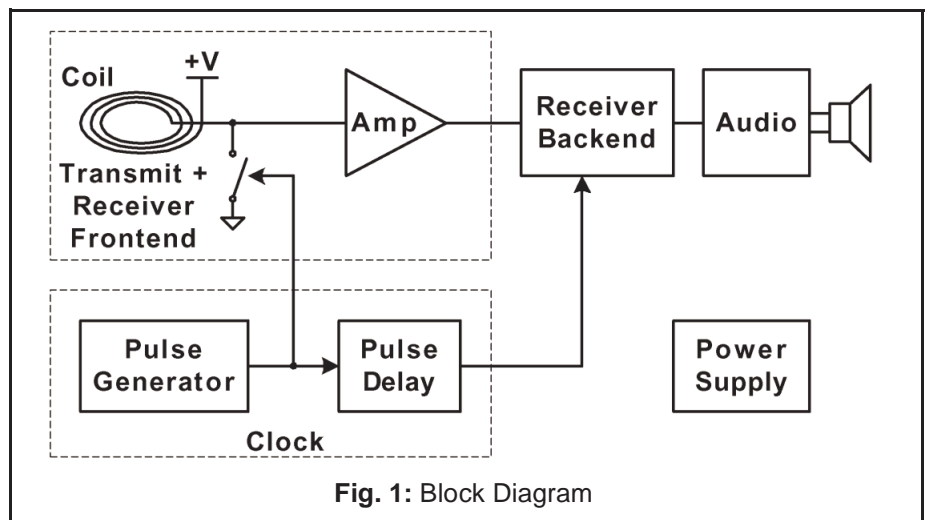 +V
Coil
Amp
Receiver
Backend
Audio
Transmit +
Receiver
Frontend
Pulse
Generator
Pulse
Delay
Power
Supply
Clock
Fig. 1: Block Diagram